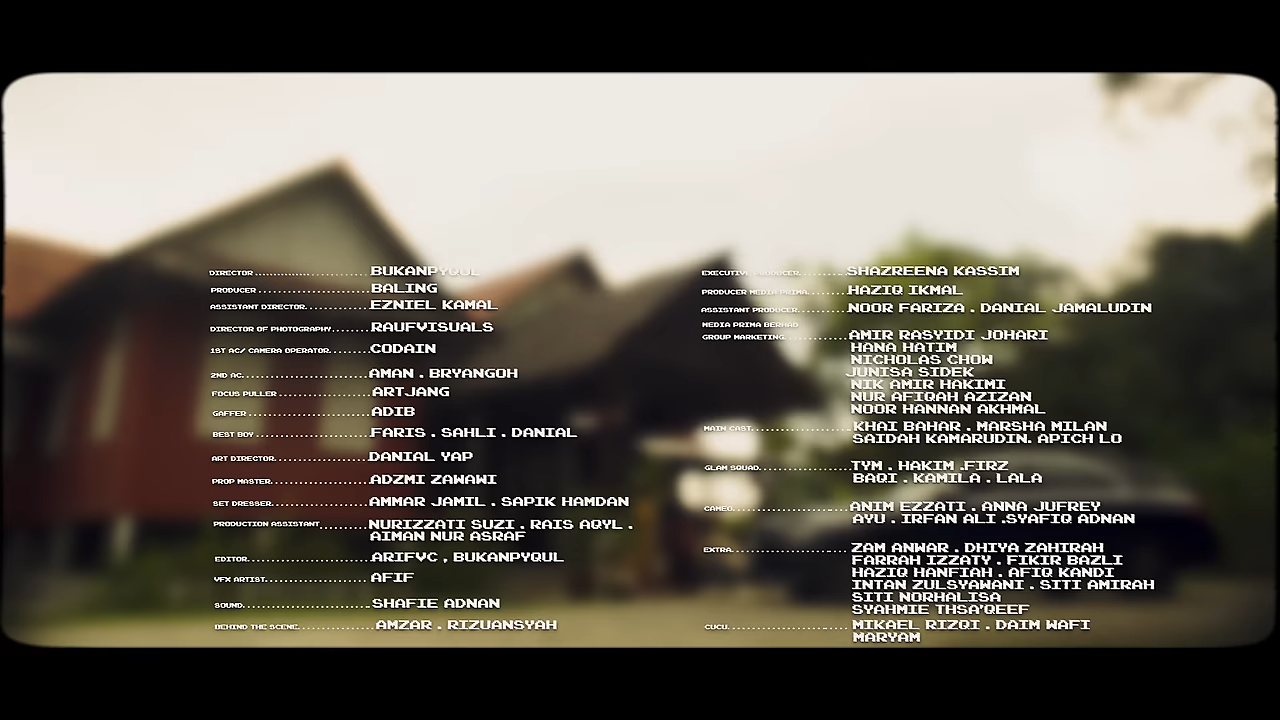 DIRECTOR......................BUKANPYQUL
PRODUCER......................BALING
ASSISTANT DIRECTOR............EZNIEL KAMAL
DIRECTOR OF PHOTOGRAPHY.......RAUFVISUALS
1ST AC/ CAMERA OPERATOR.......CODAIN
2ND AC........................AMAN . BRYANGOH
FOCUS PULLER..................ARTJANG
GAFFER........................ADIB
BEST BOY......................FARIS . SAHLI . DANIAL
ART DIRECTOR..................DANIAL YAP
PROP MASTER...................ADZMI ZAWAWI
SET DRESSER...................AMMAR JAMIL . SAPIK HAMDAN
PRODUCTION ASSISTANT..........NURIZZATI SUZI . RAIS AQYL .
AIMAN NUR ASRAF
EDITOR........................ARIFVC , BUKANPYQUL
VFX ARTIST....................AFIF
SOUND.........................SHAFIE ADNAN
BEHIND THE SCENE..............AMZAR . RIZUANSYAH
EXECUTIVE PRODUCER.........SHAZREENA KASSIM
PRODUCER MEDIA PRIMA.......HAZIQ IKMAL
ASSISTANT PRODUCER.........NOOR FARIZA . DANIAL JAMALUDIN
MEDIA PRIMA BERHAD
GROUP MARKETING............AMIR RASYIDI JOHARI
HANA HATIM
NICHOLAS CHOW
JUNISA SIDEK
NIK AMIR HAKIMI
NUR AFIQAH AZIZAN
NOOR HANNAN AKHMAL
MAIN CAST..................KHAI BAHAR . MARSHA MILAN
SAIDAH KAMARUDIN. APICH LO
GLAM SQUAD.................TYM . HAKIM .FIRZ
BAQI . KAMILA . LALA
CAMEO......................ANIM EZZATI . ANNA JUFREY
AYU . IRFAN ALI .SYAFIQ ADNAN
EXTRA......................ZAM ANWAR . DHIYA ZAHIRAH
FARRAH IZZATY . FIKIR BAZLI
HAZIQ HANFIAH . AFIQ KANDI
INTAN ZULSYAWANI . SITI AMIRAH
SITI NORHALISA
SYAHMIE THSA'QEEF
CUCU.......................MIKAEL RIZQI . DAIM WAFI
MARYAM